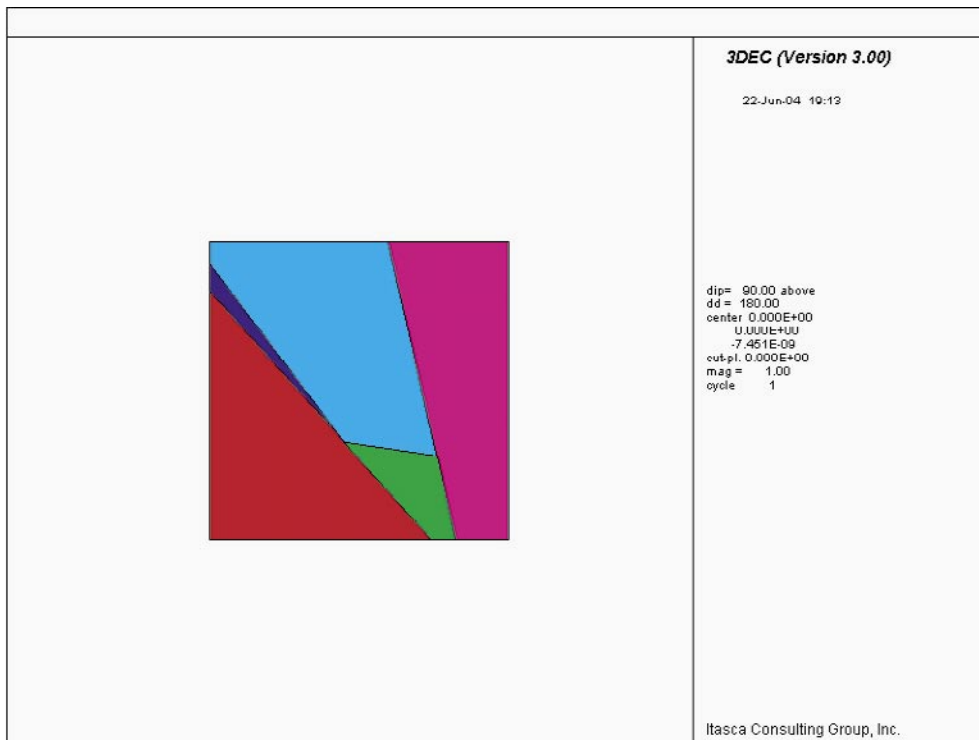 3DEC (Version 3.00)
22-Jun-04 19:13
dip= 90.00 above
dd = 180.00
center 0.000E+00
0.000E+00
-7.451E-09
cut-pl. 0.000E+00
mag = 1.00
cycle 1
Itasca Consulting Group, Inc.